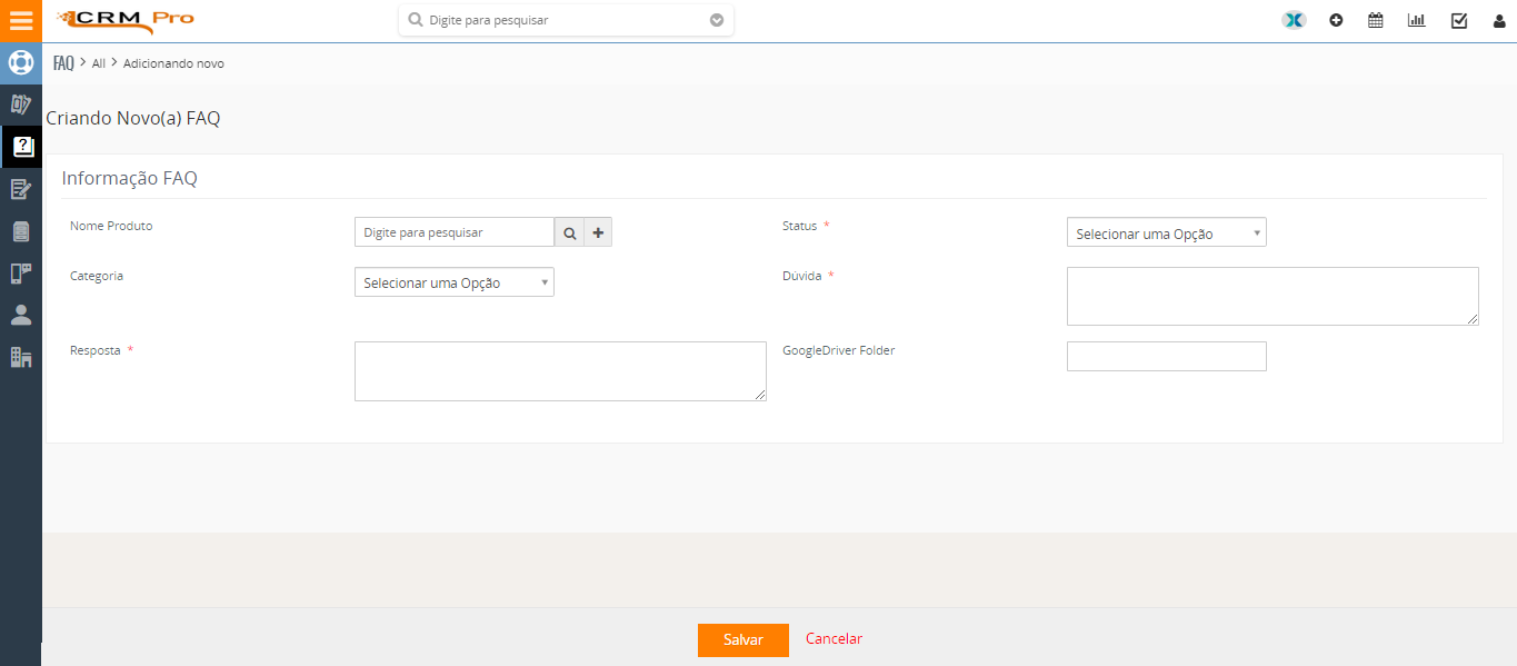 CRM Pro
Digite para pesquisar
FAQ > All > Adicionando novo
Criando Novo(a) FAQ
Informação FAQ
Nome Produto
Digite para pesquisar
Status *
Selecionar uma Opção
Categoria
Selecionar uma Opção
Dúvida *
Resposta *
GoogleDriver Folder
Salvar
Cancelar